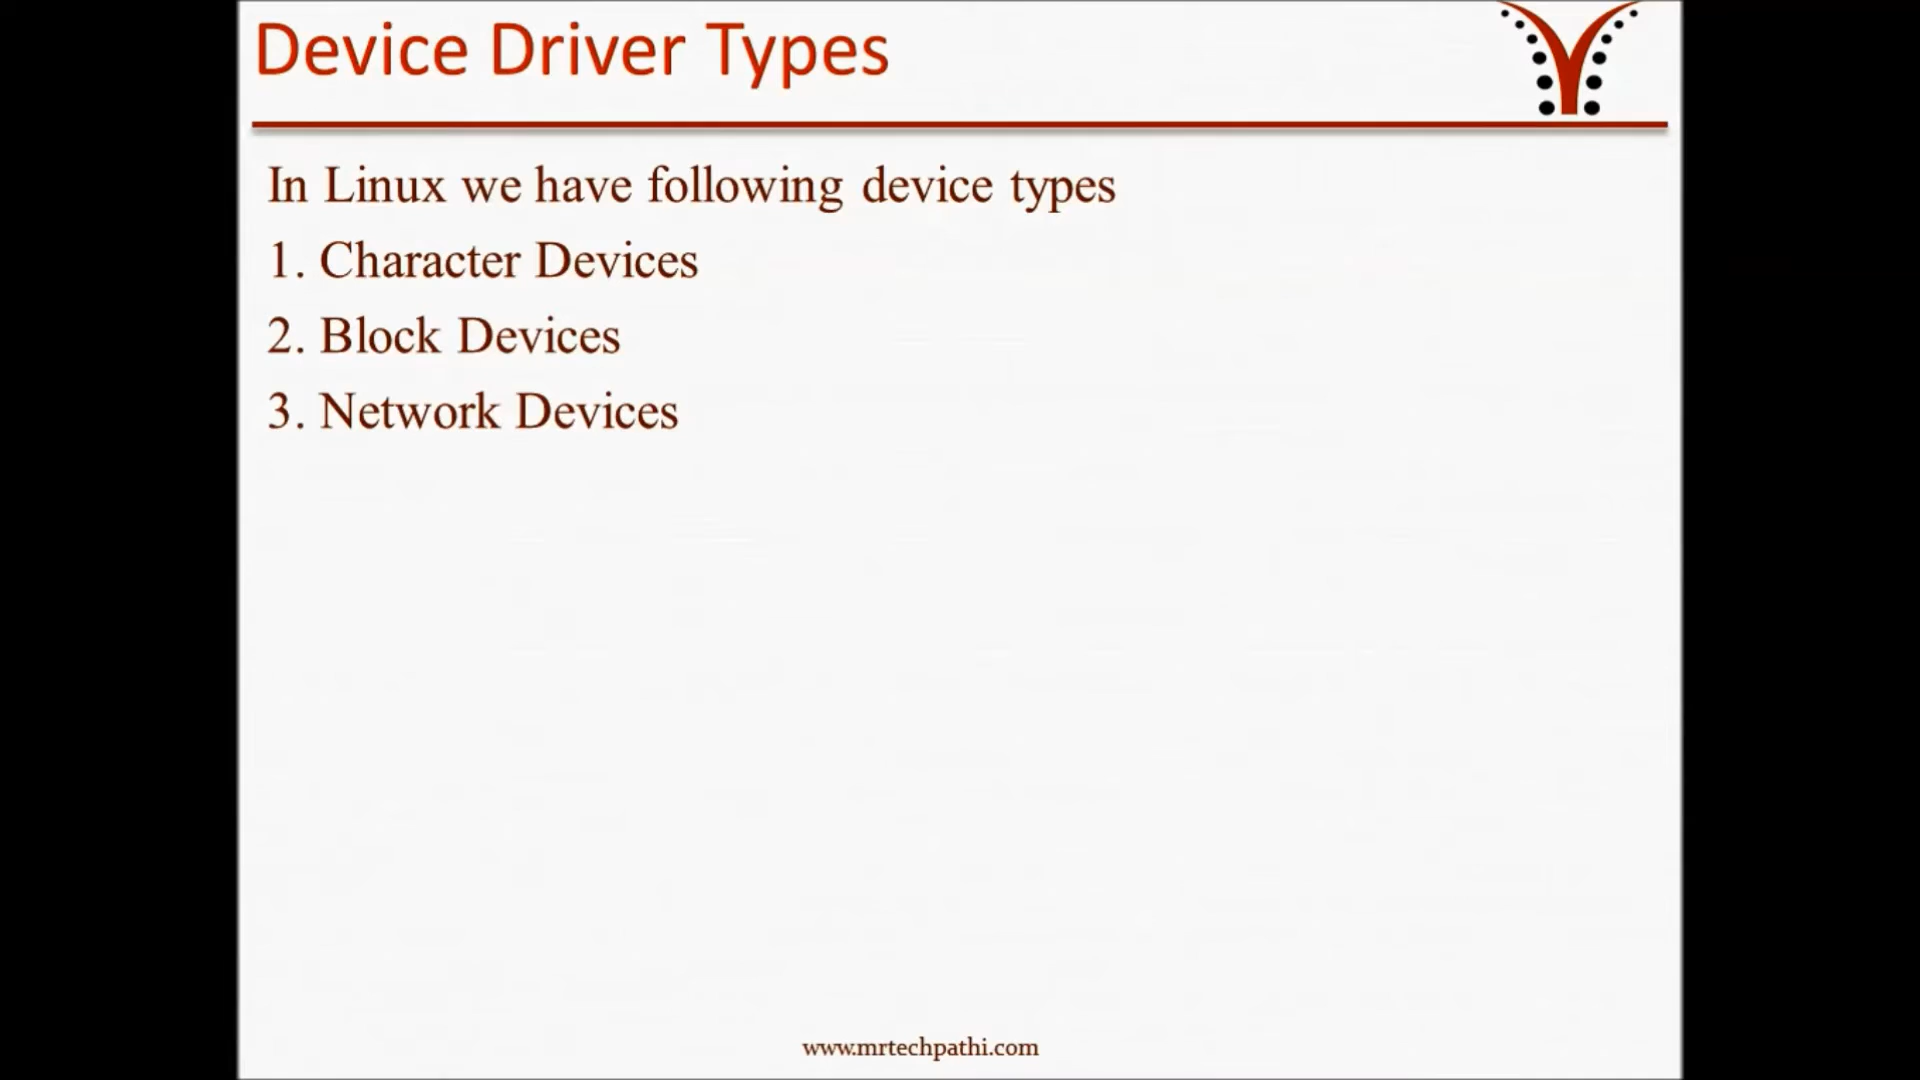 Device Driver Types
In Linux we have following device types
1. Character Devices
2. Block Devices
3. Network Devices
www.mrtechpathi.com